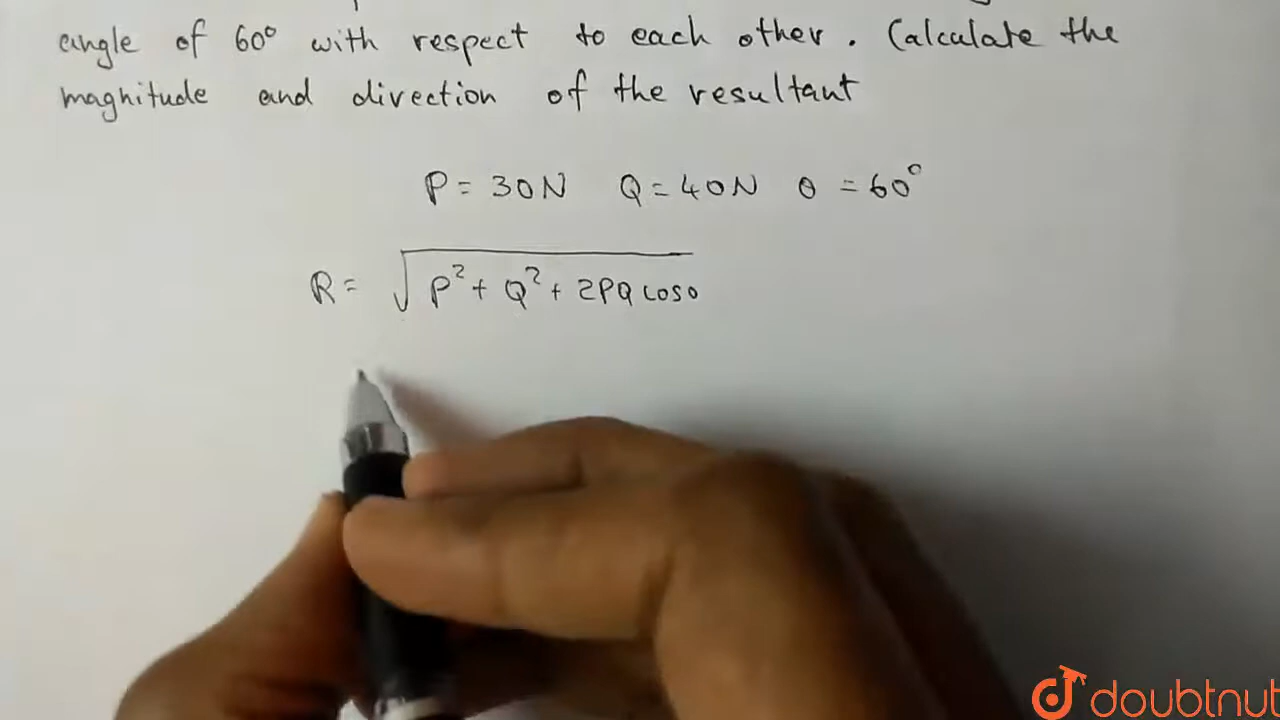 angle of 60° with respect to each other. Calculate the
magnitude and direction of the resultant
P = 30N Q = 40N θ = 60°
R = √P² + Q² + 2PQ cosθ
doubtnut